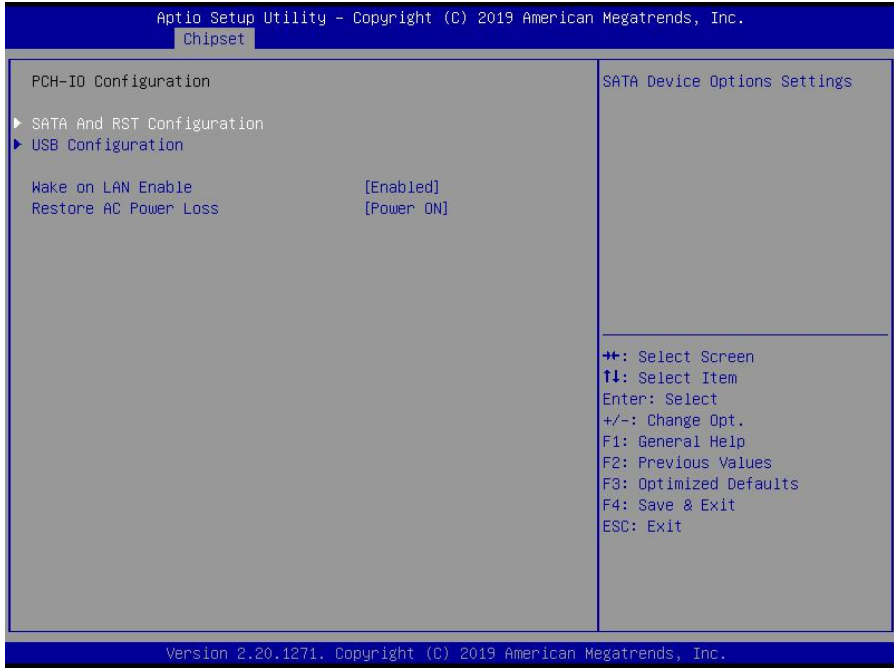 Aptio Setup Utility – Copyright (C) 2019 American Megatrends, Inc.
Chipset
PCH-IO Configuration
SATA And RST Configuration
USB Configuration
Wake on LAN Enable [Enabled]
Restore AC Power Loss [Power ON]
SATA Device Options Settings
→←: Select Screen
↑↓: Select Item
Enter: Select
+/-: Change Opt.
F1: General Help
F2: Previous Values
F3: Optimized Defaults
F4: Save & Exit
ESC: Exit
Version 2.20.1271. Copyright (C) 2019 American Megatrends, Inc.